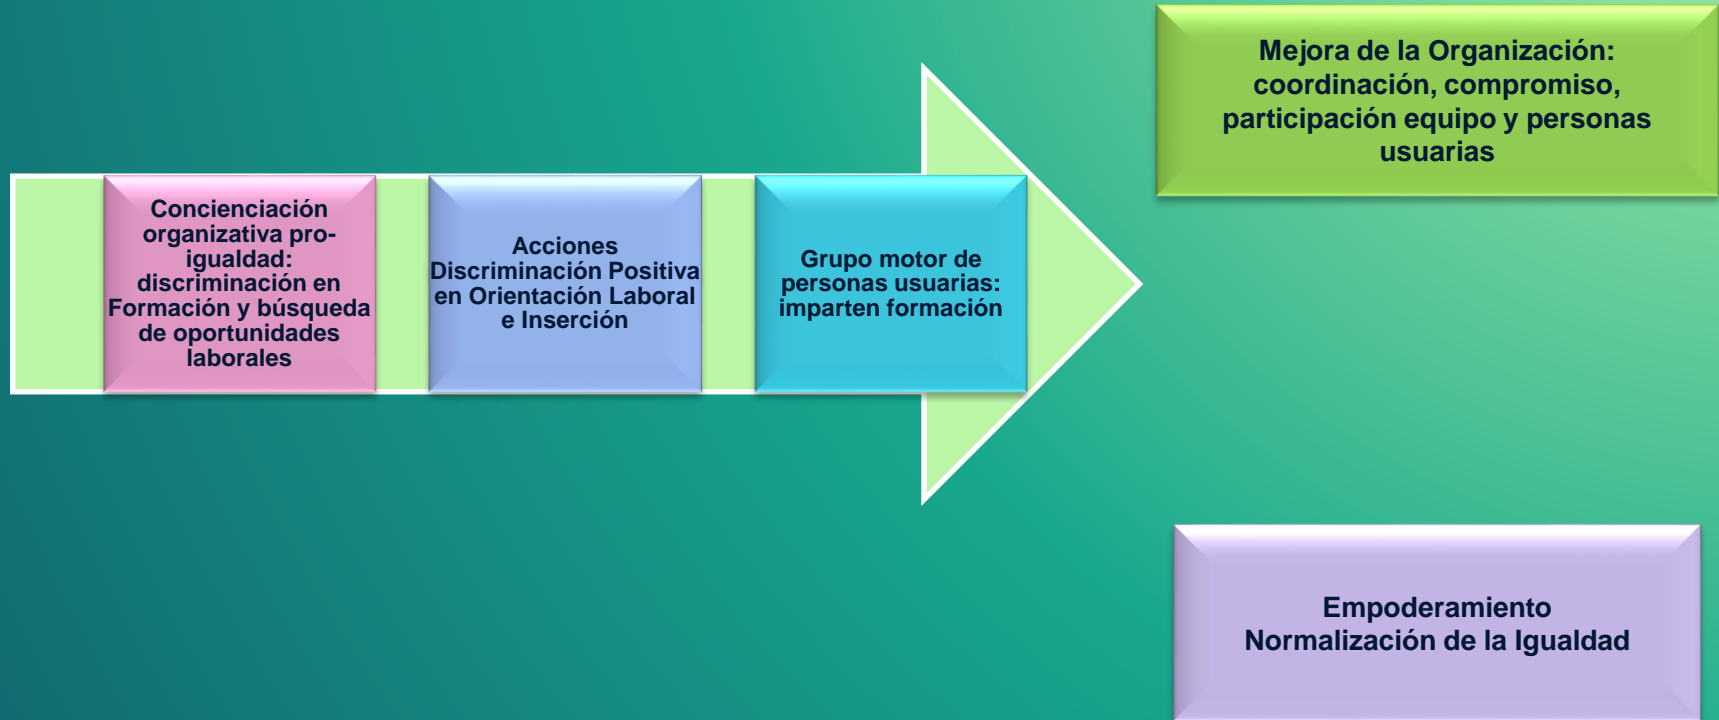 Concienciación
organizativa pro-
igualdad:
discriminación en
Formación y búsqueda
de oportunidades
laborales
Acciones
Discriminación Positiva
en Orientación Laboral
e Inserción
Grupo motor de
personas usuarias:
imparten formación
Mejora de la Organización:
coordinación, compromiso,
participación equipo y personas
usuarias
Empoderamiento
Normalización de la Igualdad